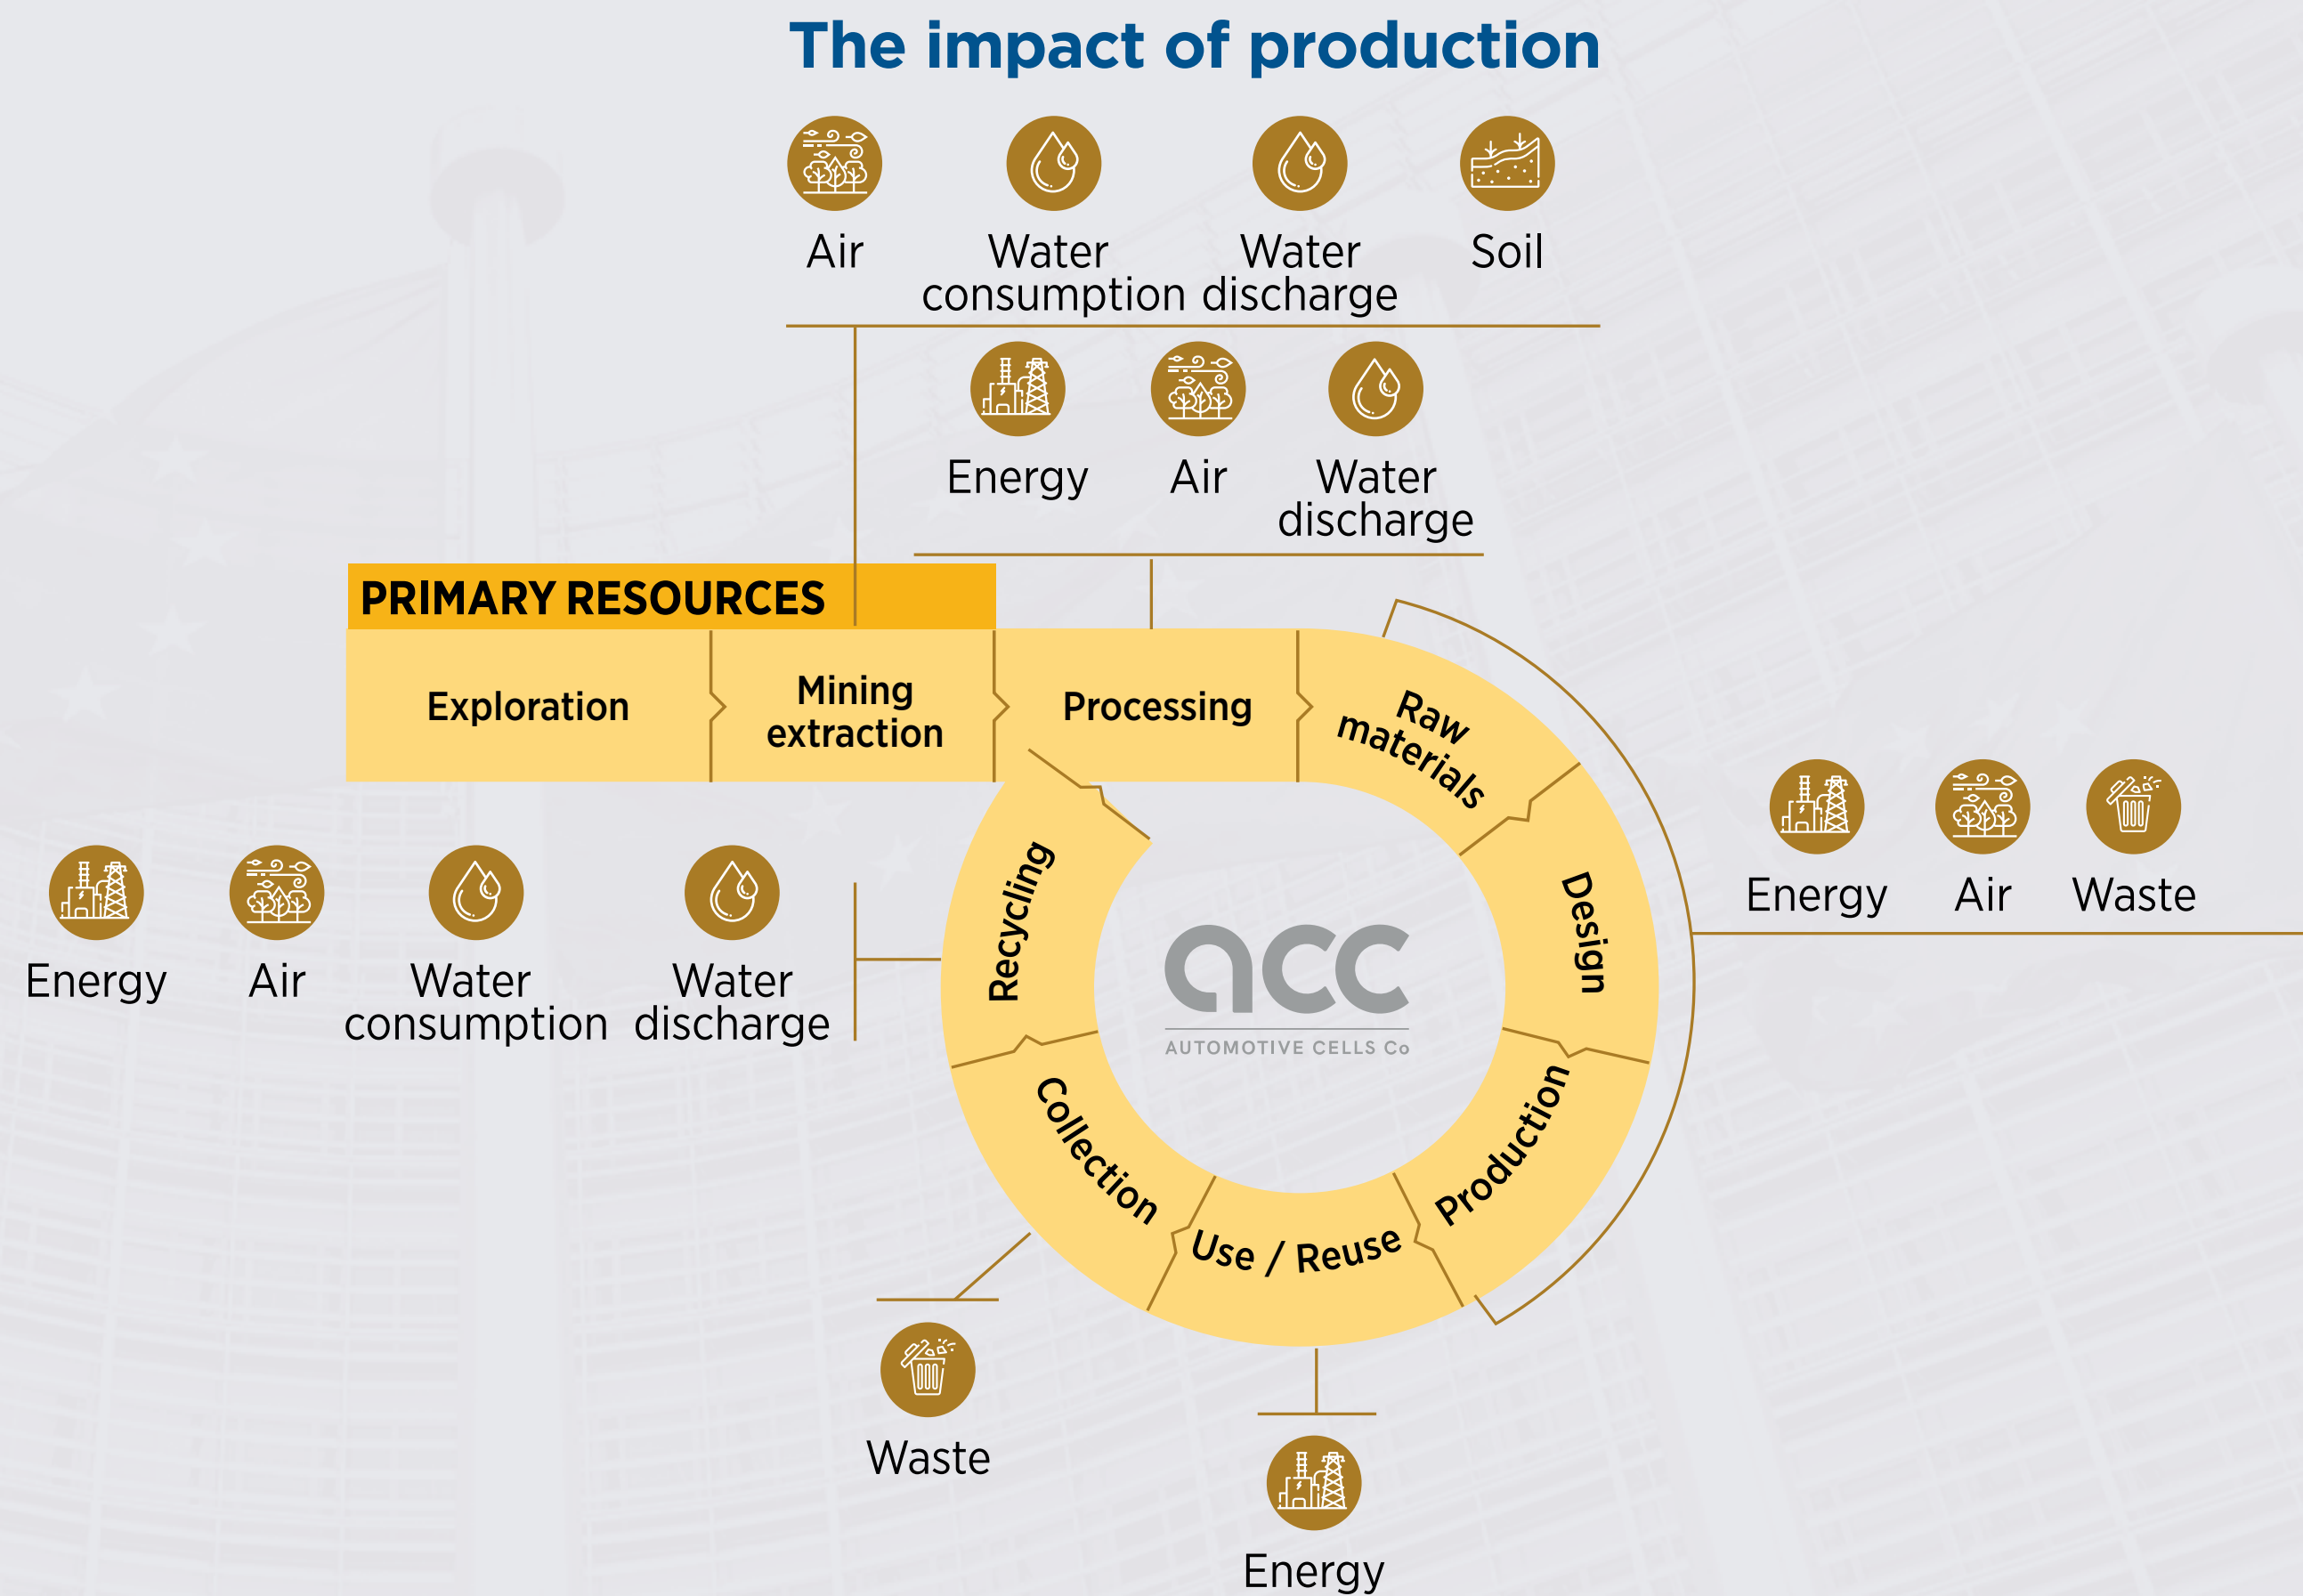 The impact of production
Air
Water
consumption
Water
discharge
Soil
Energy
Air
Water
discharge
PRIMARY RESOURCES
Exploration
Mining
extraction
Processing
Raw
materials
Design
Production
Use / Reuse
Collection
Recycling
Energy
Air
Waste
Energy
Air
Water
consumption
Water
discharge
acc
AUTOMOTIVE CELLS Co
Waste
Energy